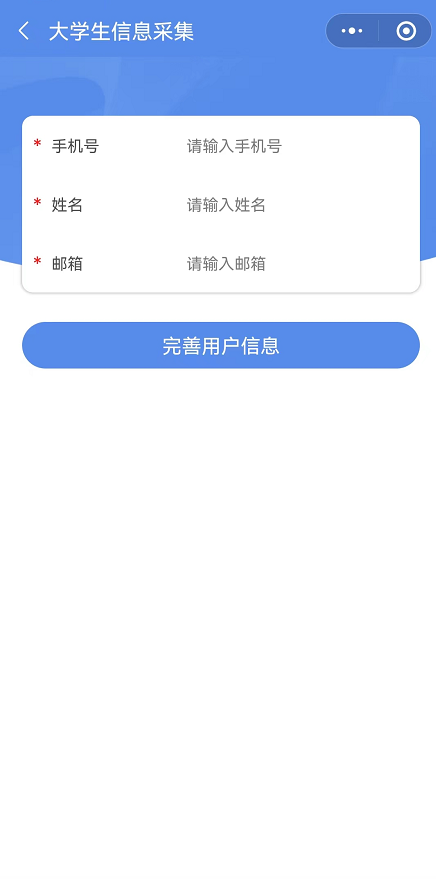 大学生信息采集
* 手机号 请输入手机号
* 姓名 请输入姓名
* 邮箱 请输入邮箱
完善用户信息